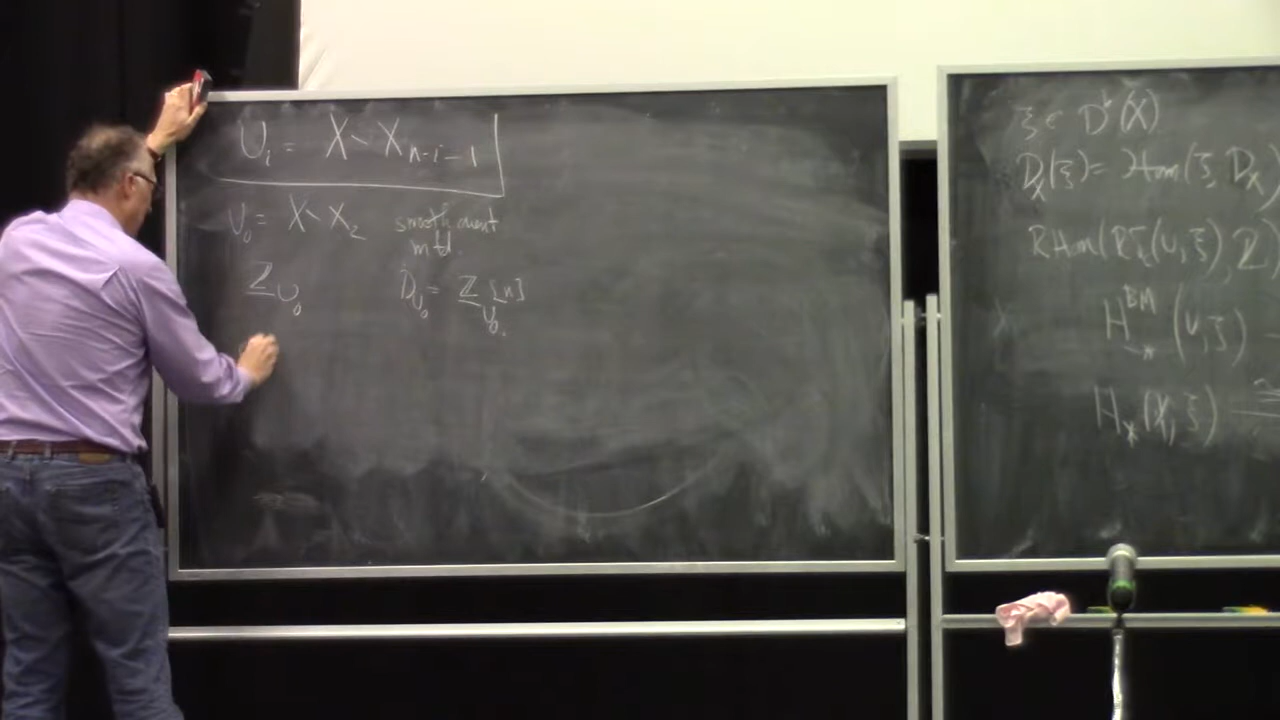 U_i = X \ X_{n-i-1}
U_0 = X \ X_2 smooth orient
mfd.
ℤ_{U_0} D_{U_0} = ℤ_{U_0}[n]
ξ ∈ D^b(X)
D_X(ξ) = Hom(ξ, D_X)
RHom(RΓ_c(U, ξ), ℤ)
H^{BM}_{-*}(U, ξ)
H_*(X, ξ) ≅